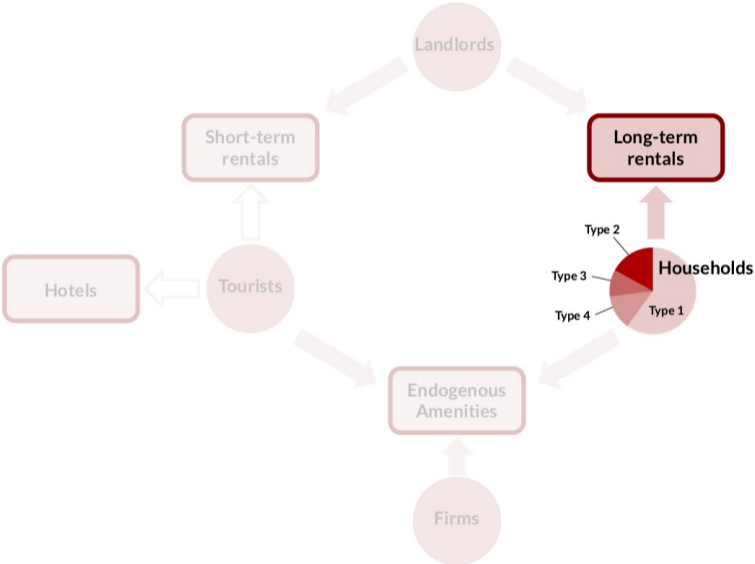 Landlords
Short-term
rentals
Long-term
rentals
Type 2
Households
Type 3
Type 1
Type 4
Tourists
Hotels
Endogenous
Amenities
Firms